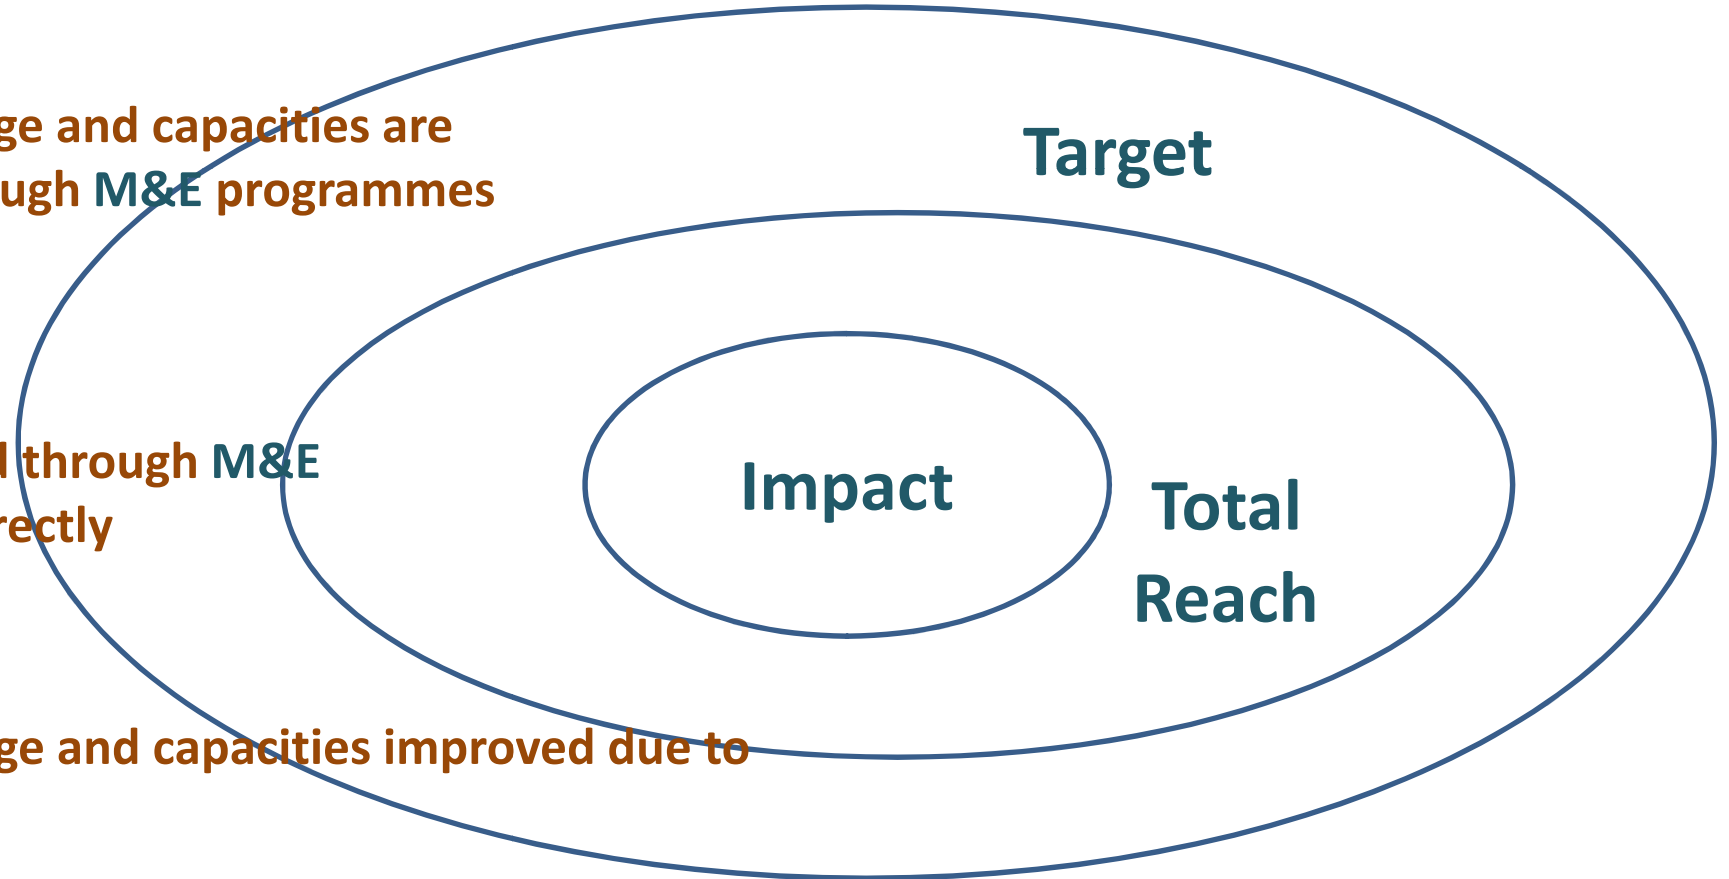 ge and capacities are
ugh M&E programmes
Target
through M&E
rectly
Impact
Total
Reach
ge and capacities improved due to